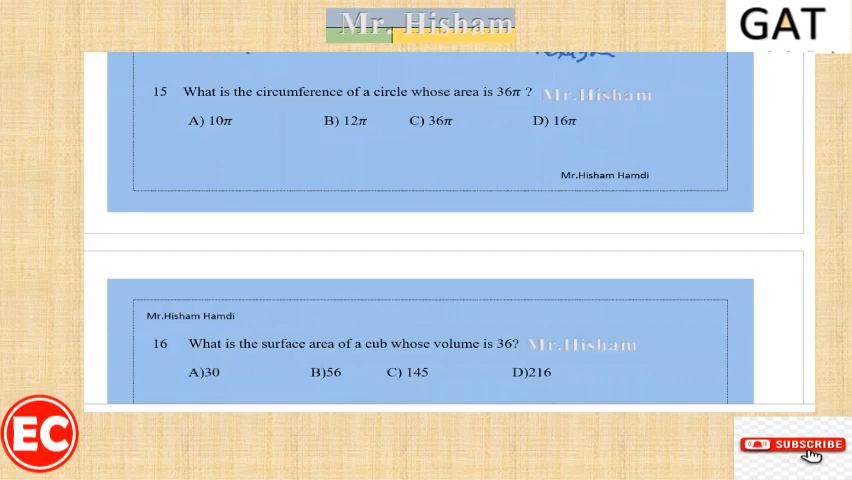 Mr. Hisham
GAT
15 What is the circumference of a circle whose area is 36π ? Mr.Hisham
A) 10π B) 12π C) 36π D) 16π
Mr.Hisham Hamdi
Mr.Hisham Hamdi
16 What is the surface area of a cub whose volume is 36? Mr.Hisham
A)30 B)56 C) 145 D)216
EC
SUBSCRIBE